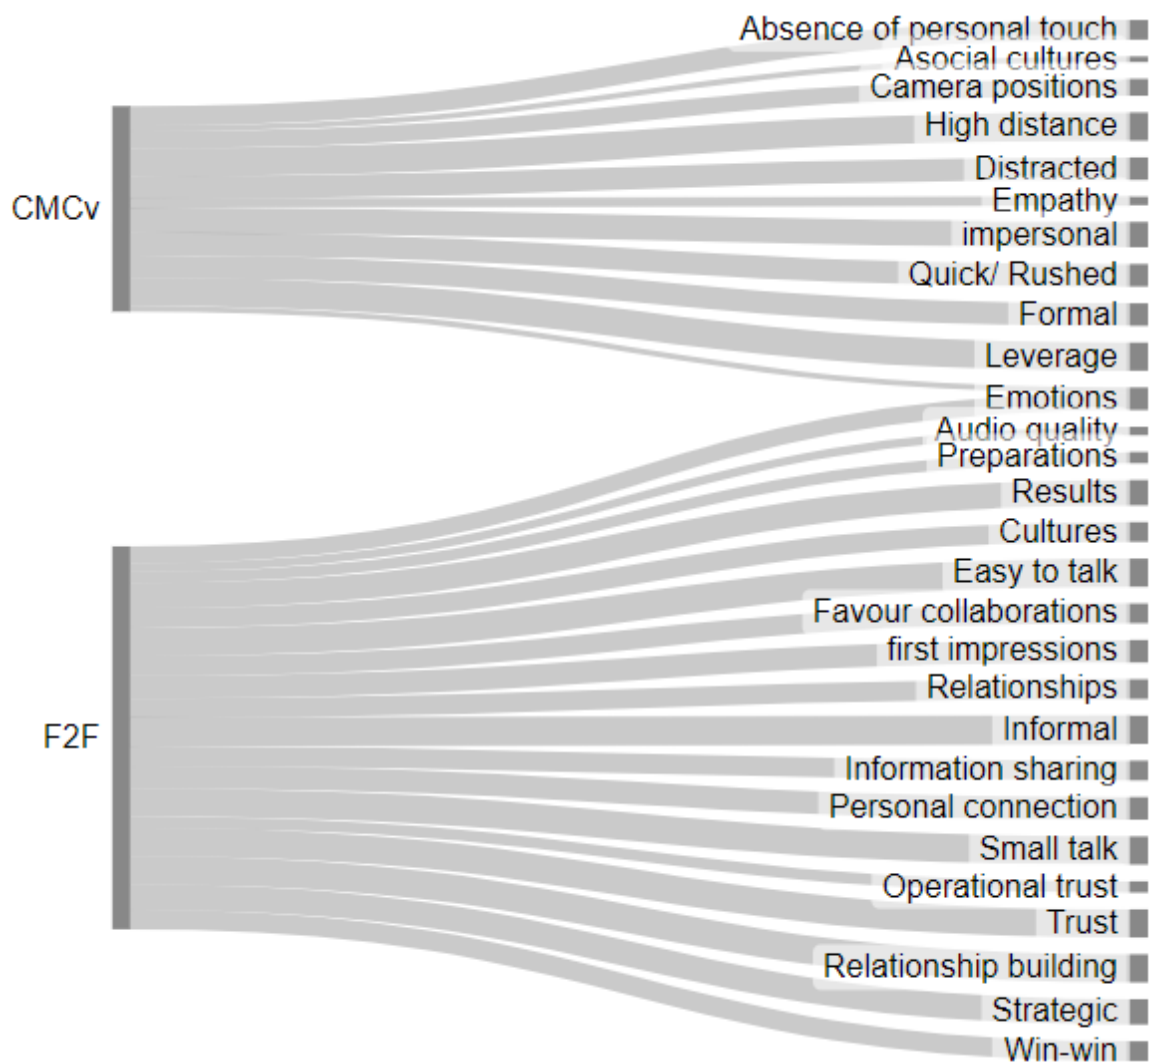 Absence of personal touch
Asocial cultures
Camera positions
High distance
Distracted
CMCv
Empathy
impersonal
Quick/ Rushed
Formal
Leverage
Emotions
Audio quality
Preparations
Results
Cultures
Easy to talk
Favour collaborations
first impressions
Relationships
F2F
Informal
Information sharing
Personal connection
Small talk
Operational trust
Trust
Relationship building
Strategic
Win-win